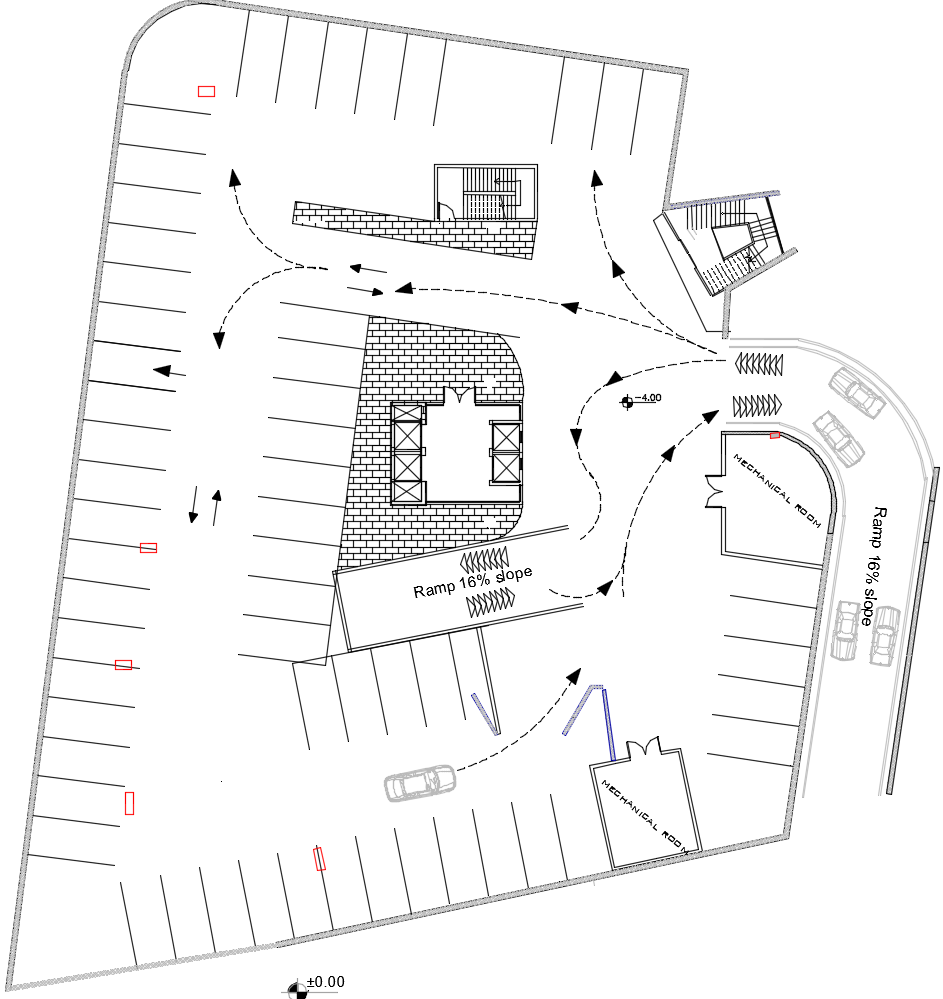 -4.00
MECHANICAL ROOM
Ramp 16% slope
Ramp 16% slope
MECHANICAL ROOM
±0.00